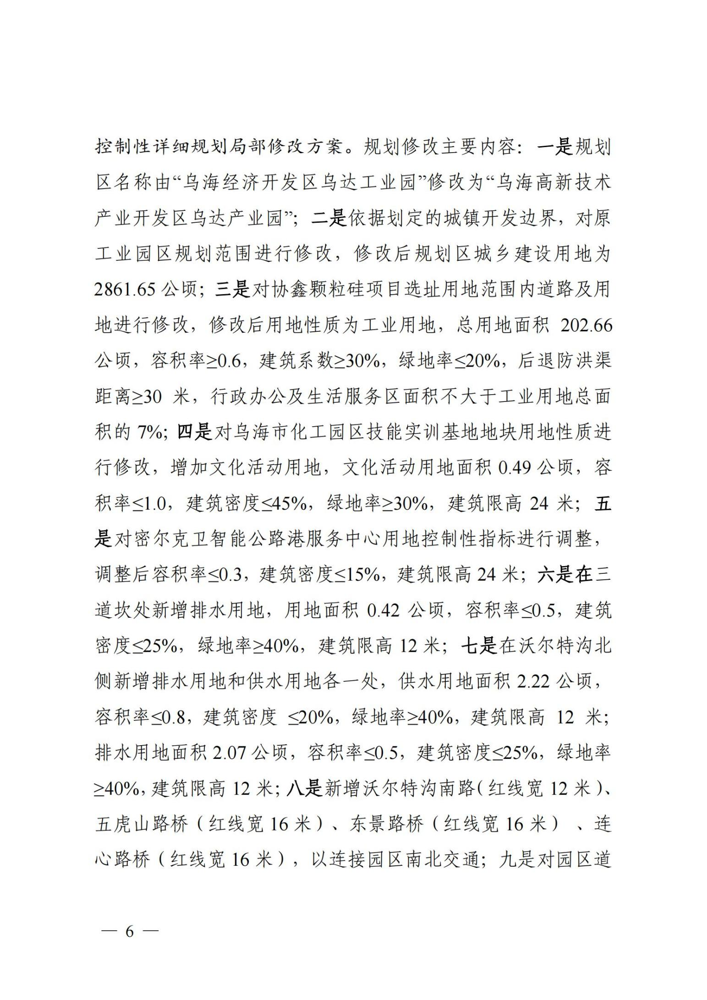 控制性详细规划局部修改方案。规划修改主要内容：一是规划
区名称由“乌海经济开发区乌达工业园”修改为“乌海高新技术
产业开发区乌达产业园”；二是依据划定的城镇开发边界，对原
工业园区规划范围进行修改，修改后规划区城乡建设用地为
2861.65 公顷；三是对协鑫颗粒硅项目选址用地范围内道路及用
地进行修改，修改后用地性质为工业用地，总用地面积 202.66
公顷，容积率≥0.6，建筑系数≥30%，绿地率≤20%，后退防洪渠
距离≥30 米，行政办公及生活服务区面积不大于工业用地总面
积的 7%；四是对乌海市化工园区技能实训基地地块用地性质进
行修改，增加文化活动用地，文化活动用地面积 0.49 公顷，容
积率≤1.0，建筑密度≤45%，绿地率≥30%，建筑限高 24 米；五
是对密尔克卫智能公路港服务中心用地控制性指标进行调整，
调整后容积率≤0.3，建筑密度≤15%，建筑限高 24 米；六是在三
道坎处新增排水用地，用地面积 0.42 公顷，容积率≤0.5，建筑
密度≤25%，绿地率≥40%，建筑限高 12 米；七是在沃尔特沟北
侧新增排水用地和供水用地各一处，供水用地面积 2.22 公顷，
容积率≤0.8，建筑密度 ≤20%，绿地率≥40%，建筑限高 12 米；
排水用地面积 2.07 公顷，容积率≤0.5，建筑密度≤25%，绿地率
≥40%，建筑限高 12 米；八是新增沃尔特沟南路（红线宽 12 米）、
五虎山路桥（红线宽 16 米）、东景路桥（红线宽 16 米） 、连
心路桥（红线宽 16 米），以连接园区南北交通；九是对园区道
— 6 —